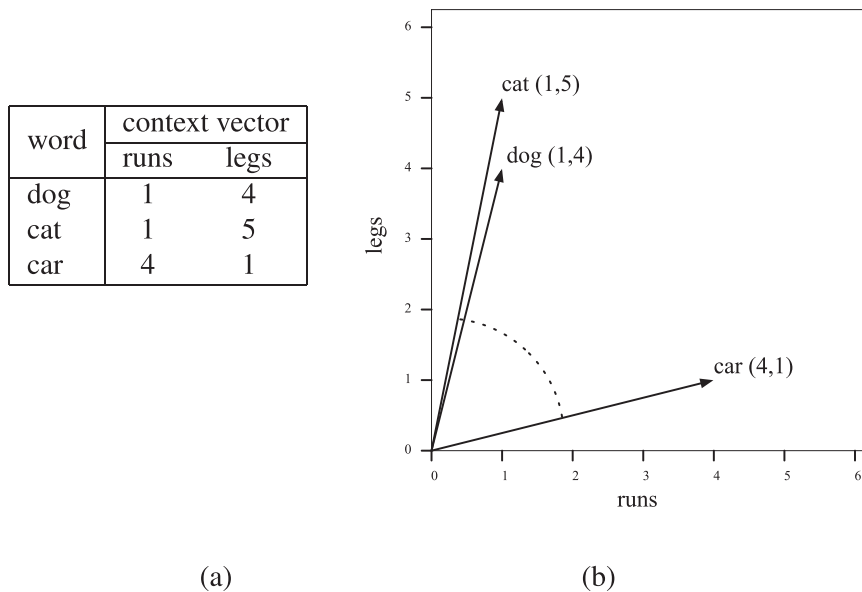 word context vector
runs legs
dog 1 4
cat 1 5
car 4 1
(a)
6
5
4
3
2
1
0
legs
cat (1,5)
dog (1,4)
car (4,1)
0 1 2 3 4 5 6
runs
(b)